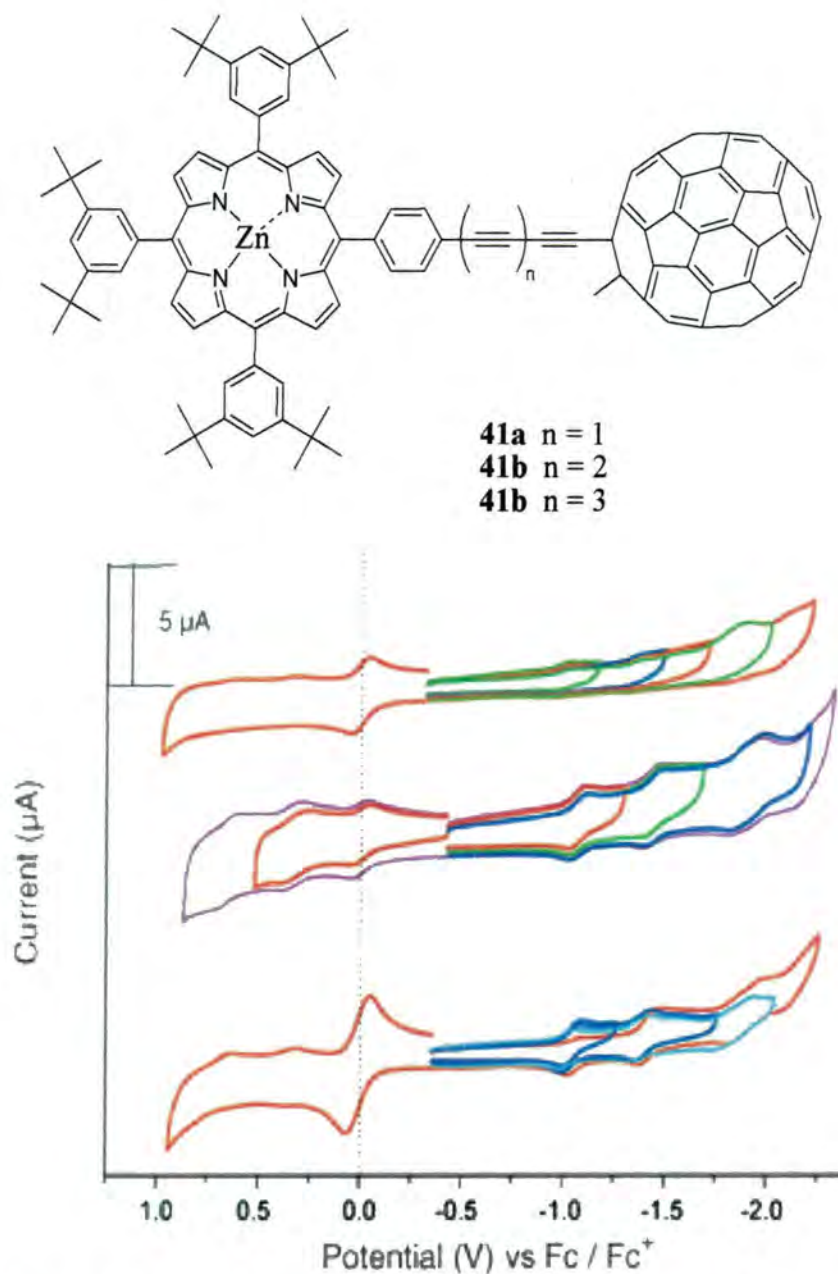 N
N
Zn
N
N
n
41a n = 1
41b n = 2
41b n = 3
5 µA
Current (µA)
1.0 0.5 0.0 -0.5 -1.0 -1.5 -2.0
Potential (V) vs Fc / Fc⁺